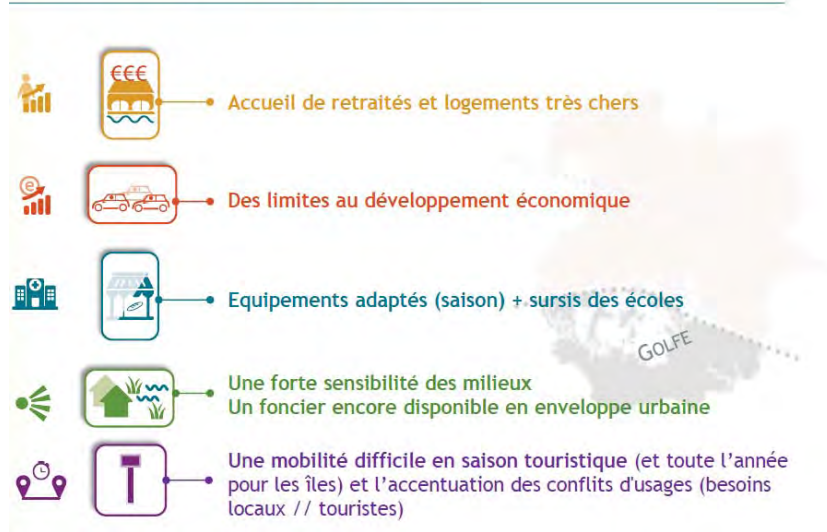 €€€
Accueil de retraités et logements très chers
e
Des limites au développement économique
Equipements adaptés (saison) + sursis des écoles
GOLFE
Une forte sensibilité des milieux
Un foncier encore disponible en enveloppe urbaine
Une mobilité difficile en saison touristique (et toute l'année
pour les îles) et l'accentuation des conflits d'usages (besoins
locaux // touristes)